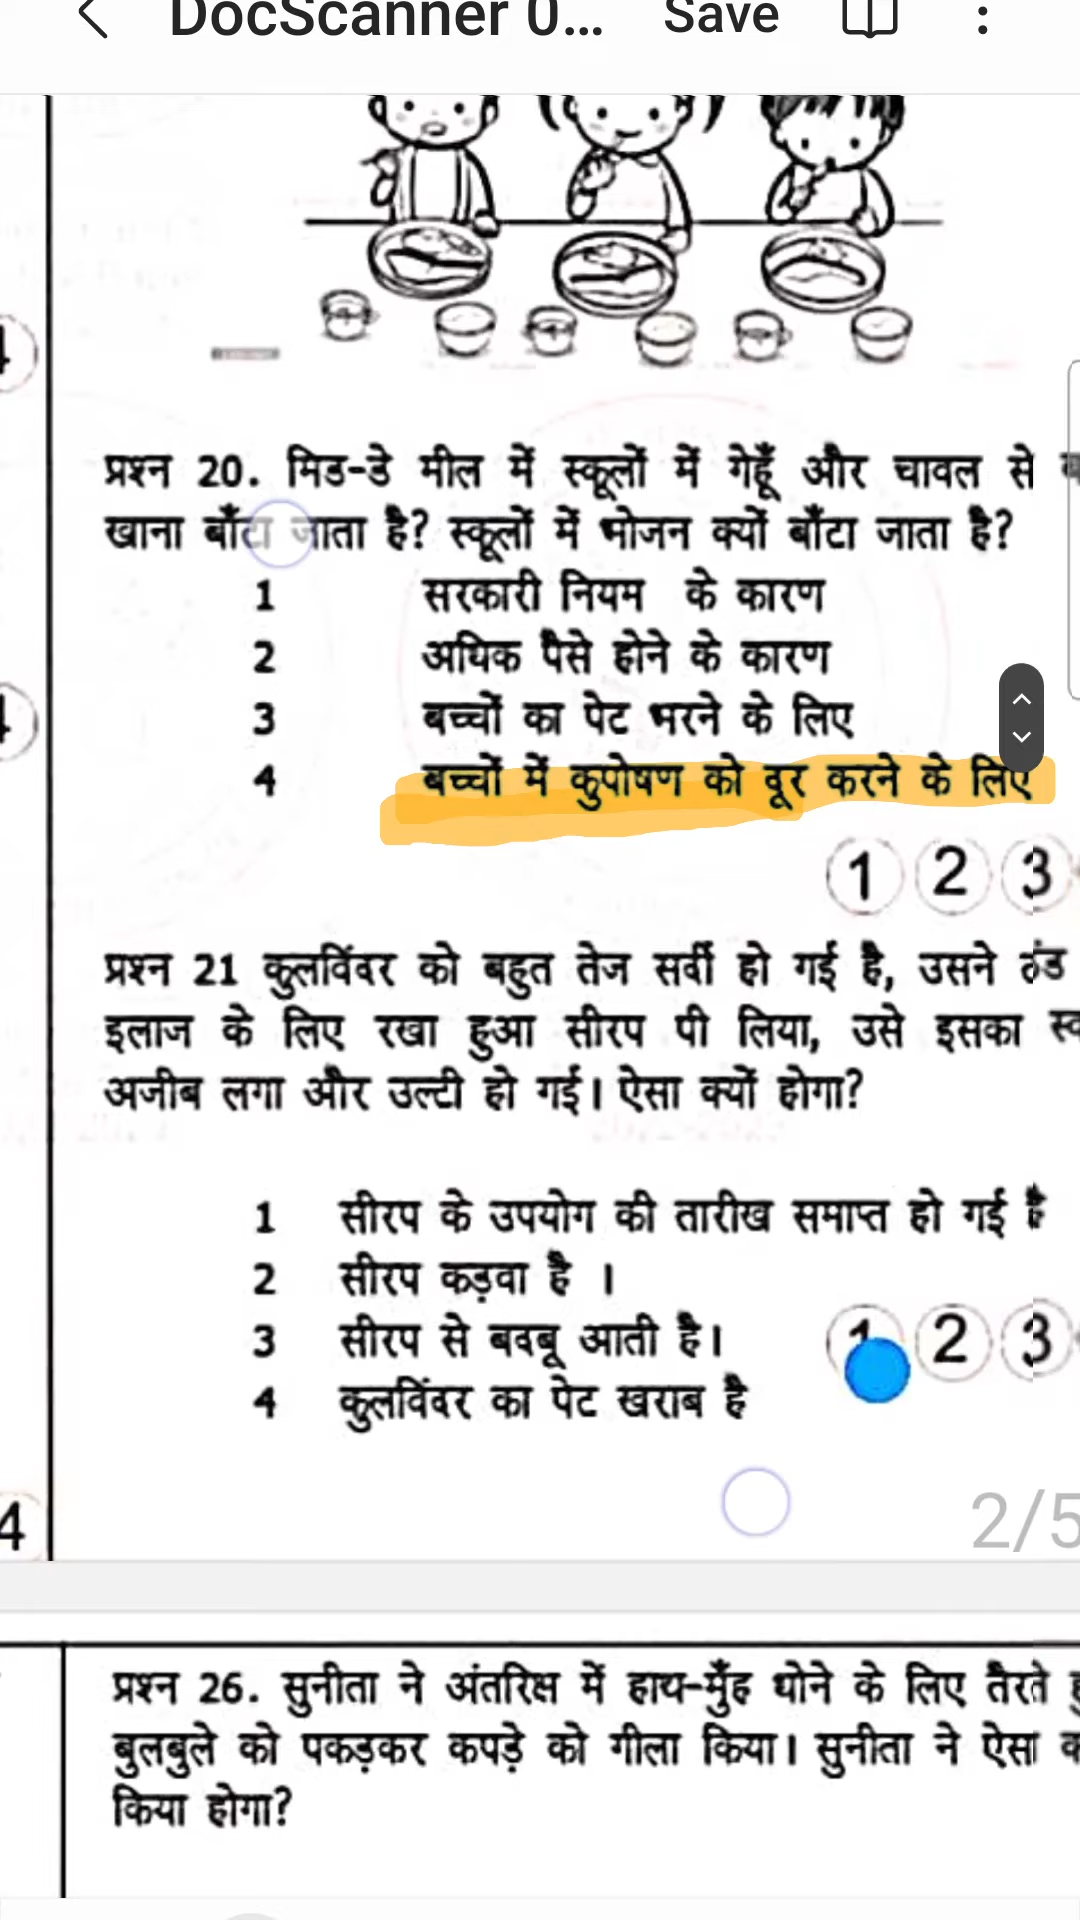 DocScanner 0...
Save
प्रश्न 20. मिड-डे मील में स्कूलों में गेहूँ और चावल से
खाना बाँटा जाता है? स्कूलों में भोजन क्यों बाँटा जाता है?
1 सरकारी नियम के कारण
2 अधिक पैसे होने के कारण
3 बच्चों का पेट भरने के लिए
4 बच्चों में कुपोषण को दूर करने के लिए
1 2 3
प्रश्न 21 कुलविंदर को बहुत तेज सर्दी हो गई है, उसने ठंड
इलाज के लिए रखा हुआ सीरप पी लिया, उसे इसका
अजीब लगा और उल्टी हो गई। ऐसा क्यों होगा?
1 सीरप के उपयोग की तारीख समाप्त हो गई है
2 सीरप कड़वा है ।
3 सीरप से बदबू आती है।
1 2 3
4 कुलविंदर का पेट खराब है
4
2/5
प्रश्न 26. सुनीता ने अंतरिक्ष में हाथ-मुँह धोने के लिए तैरते
बुलबुले को पकड़कर कपड़े को गीला किया। सुनीता ने ऐसा
किया होगा?